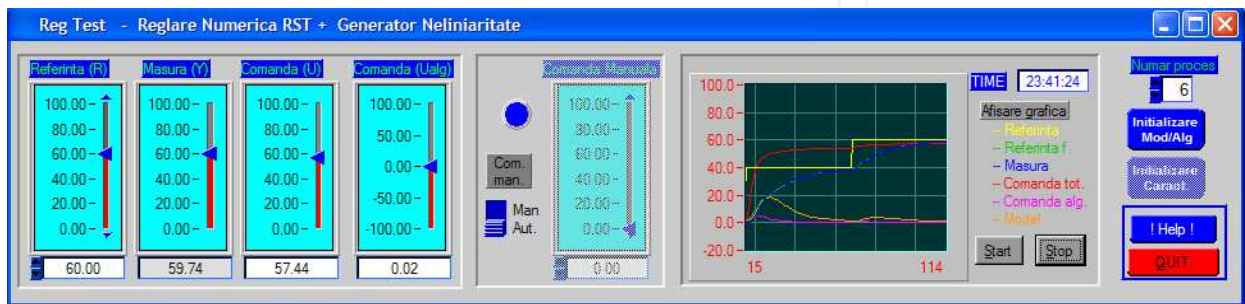 Reg Test - Reglare Numerica RST + Generator Neliniaritate
Referinta (R)
100.00
80.00
60.00
40.00
20.00
0.00
60.00
Masura (Y)
100.00
80.00
60.00
40.00
20.00
0.00
59.74
Comanda (U)
100.00
80.00
60.00
40.00
20.00
0.00
57.44
Comanda (Ualg)
100.00
50.00
0.00
-50.00
-100.00
0.02
Com.
man.
Man
Aut.
Comanda Manuala
100.00
80.00
60.00
40.00
20.00
0.00
0.00
100.0
80.0
60.0
40.0
20.0
0.0
-20.0
15 114
TIME 23:41:24
Afisare grafica
– Referinta
– Referinta f.
– Masura
– Comanda tot.
– Comanda alg.
– Model
Start Stop
Numar proces
6
Initializare
Mod/Alg
Initializare
Caract.
! Help !
QUIT